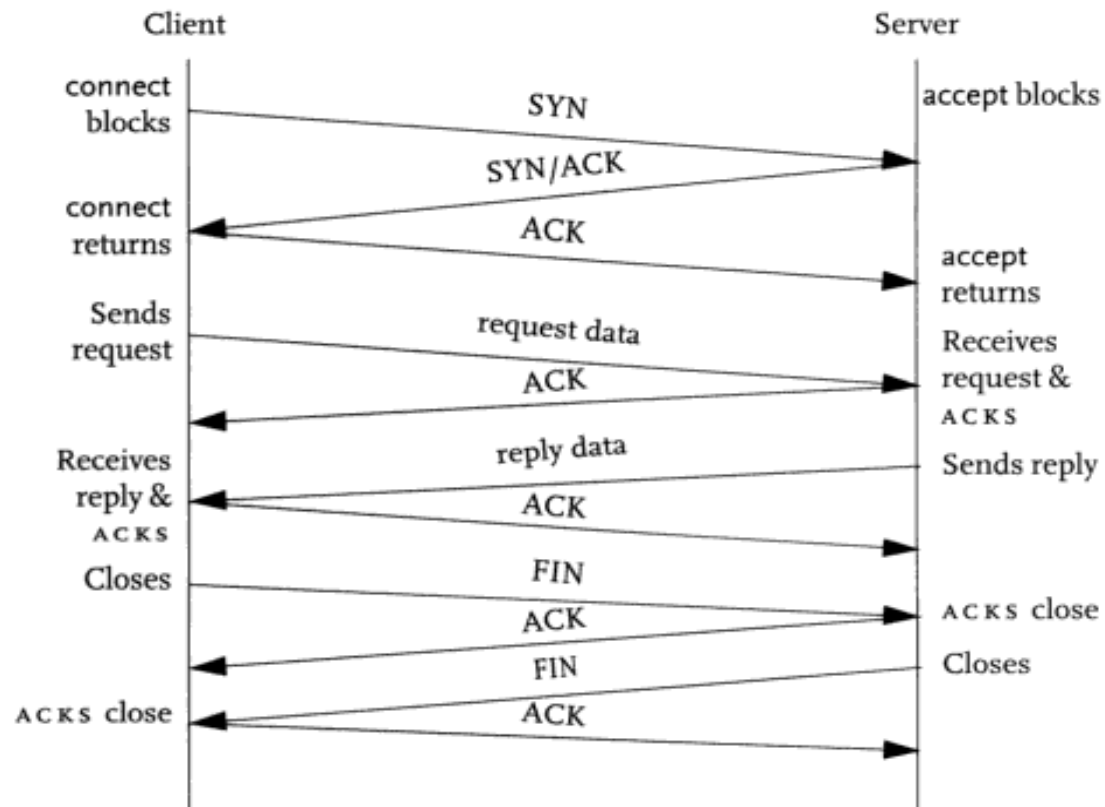 Client
Server
connect
blocks
SYN
accept blocks
SYN/ACK
connect
returns
ACK
accept
returns
Sends
request
request data
Receives
request &
ACKS
ACK
Receives
reply &
ACKS
reply data
Sends reply
ACK
Closes
FIN
ACKS close
ACK
FIN
Closes
ACKS close
ACK